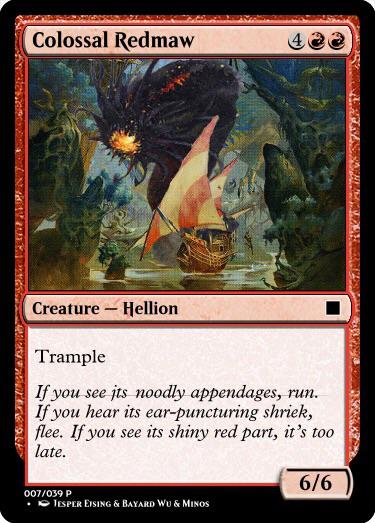 Colossal Redmaw 4
Creature — Hellion
Trample
If you see jts noodly appendages, run.
If you hear its ear-puncturing shriek,
flee. If you see its shiny red part, it's too
late.
6/6
007/039 P
• Jesper Ejsing & Bayard Wu & Minos